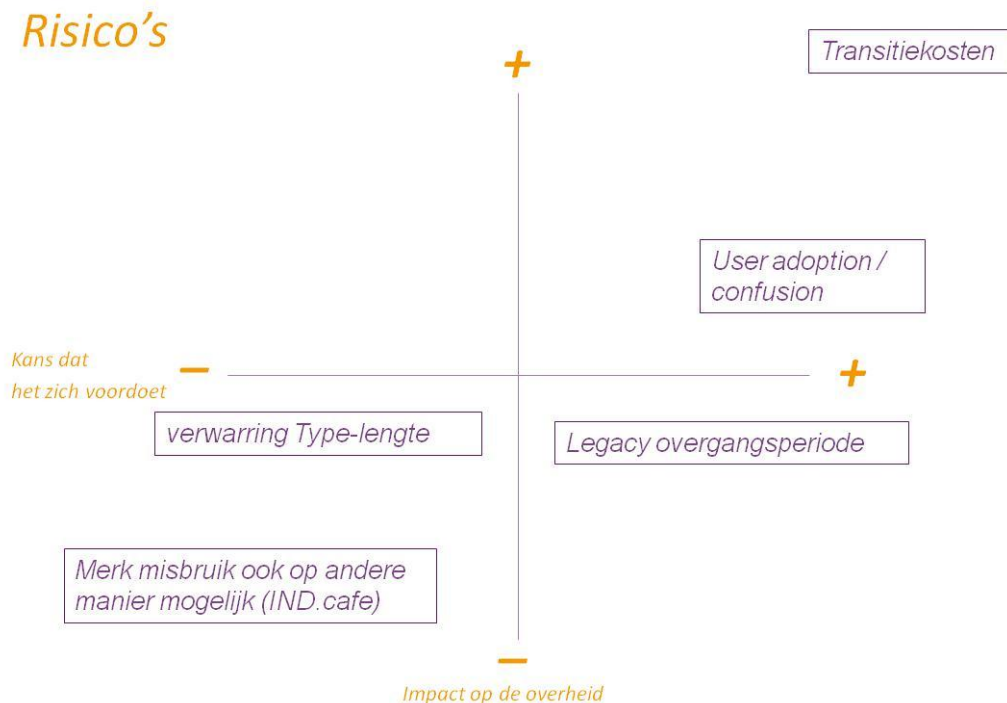 Risico's
+
Transitiekosten
User adoption /
confusion
Kans dat
het zich voordoet
–
+
verwarring Type-lengte
Legacy overgangsperiode
Merk misbruik ook op andere
manier mogelijk (IND.cafe)
–
Impact op de overheid